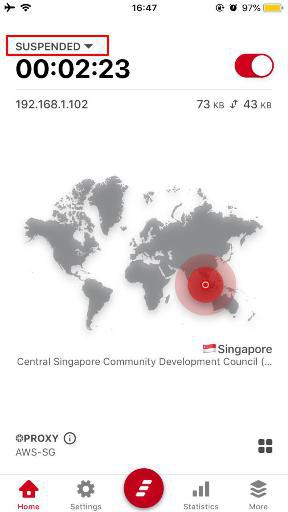 16:47
97%
SUSPENDED
00:02:23
192.168.1.102
73 KB 43 KB
Singapore
Central Singapore Community Development Council (...
PROXY
AWS-SG
Home Settings Statistics More